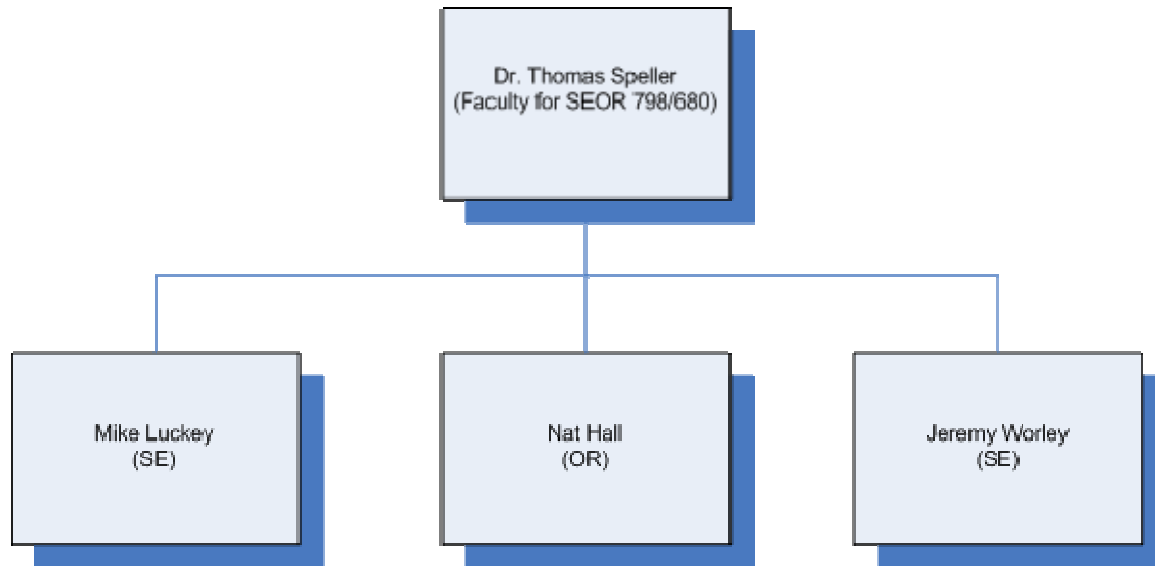 Dr. Thomas Speller
(Faculty for SEOR 798/680)
Mike Luckey
(SE)
Nat Hall
(OR)
Jeremy Worley
(SE)